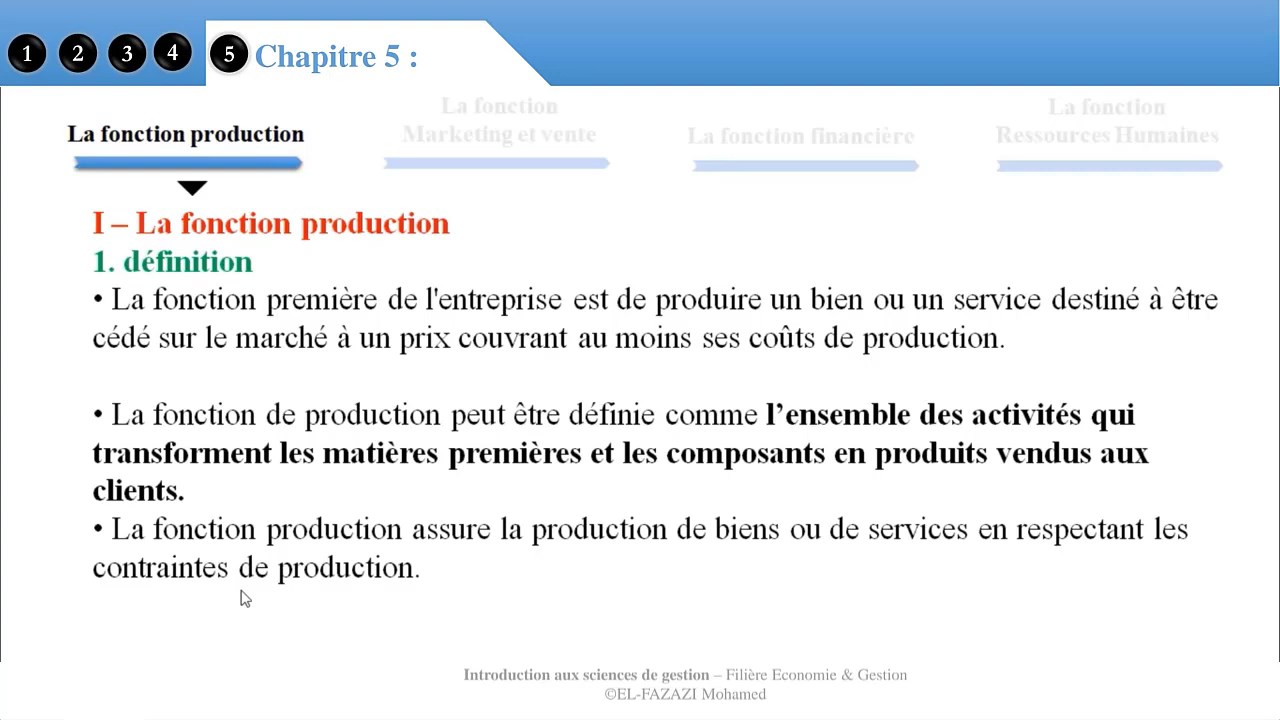 1 2 3 4 5 Chapitre 5 :
La fonction production
La fonction
Marketing et vente
La fonction financière
La fonction
Ressources Humaines
I – La fonction production
1. définition
• La fonction première de l'entreprise est de produire un bien ou un service destiné à être
cédé sur le marché à un prix couvrant au moins ses coûts de production.
• La fonction de production peut être définie comme l’ensemble des activités qui
transforment les matières premières et les composants en produits vendus aux
clients.
• La fonction production assure la production de biens ou de services en respectant les
contraintes de production.
Introduction aux sciences de gestion – Filière Economie & Gestion
©EL-FAZAZI Mohamed